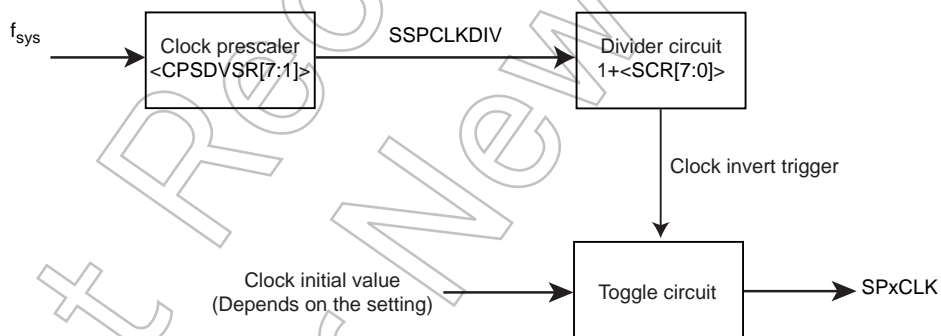 fsys
Clock prescaler
<CPSDVSR[7:1]>
SSPCLKDIV
Divider circuit
1+<SCR[7:0]>
Clock invert trigger
Clock initial value
(Depends on the setting)
Toggle circuit
SPxCLK